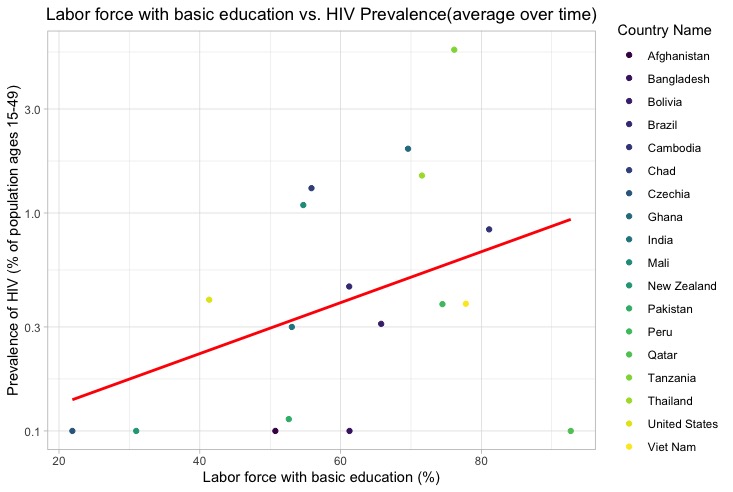 Labor force with basic education vs. HIV Prevalence(average over time)
Prevalence of HIV (% of population ages 15-49)
3.0
1.0
0.3
0.1
20 40 60 80
Labor force with basic education (%)
Country Name
Afghanistan
Bangladesh
Bolivia
Brazil
Cambodia
Chad
Czechia
Ghana
India
Mali
New Zealand
Pakistan
Peru
Qatar
Tanzania
Thailand
United States
Viet Nam